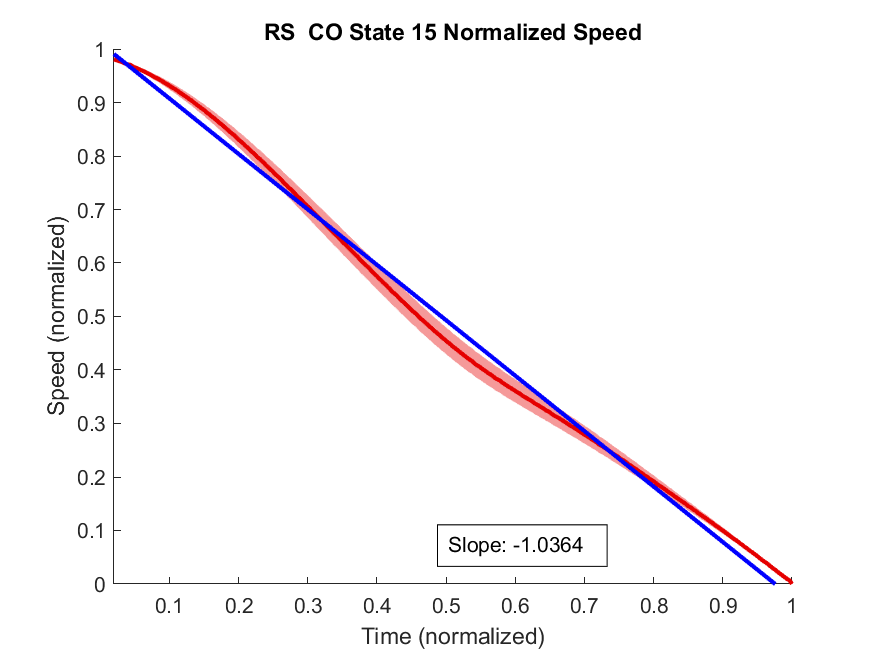 RS  CO State 15 Normalized Speed
1
0.9
0.8
0.7
0.6
0.5
0.4
0.3
0.2
0.1
0
Speed (normalized)
Slope: -1.0364
0.1 0.2 0.3 0.4 0.5 0.6 0.7 0.8 0.9 1
Time (normalized)